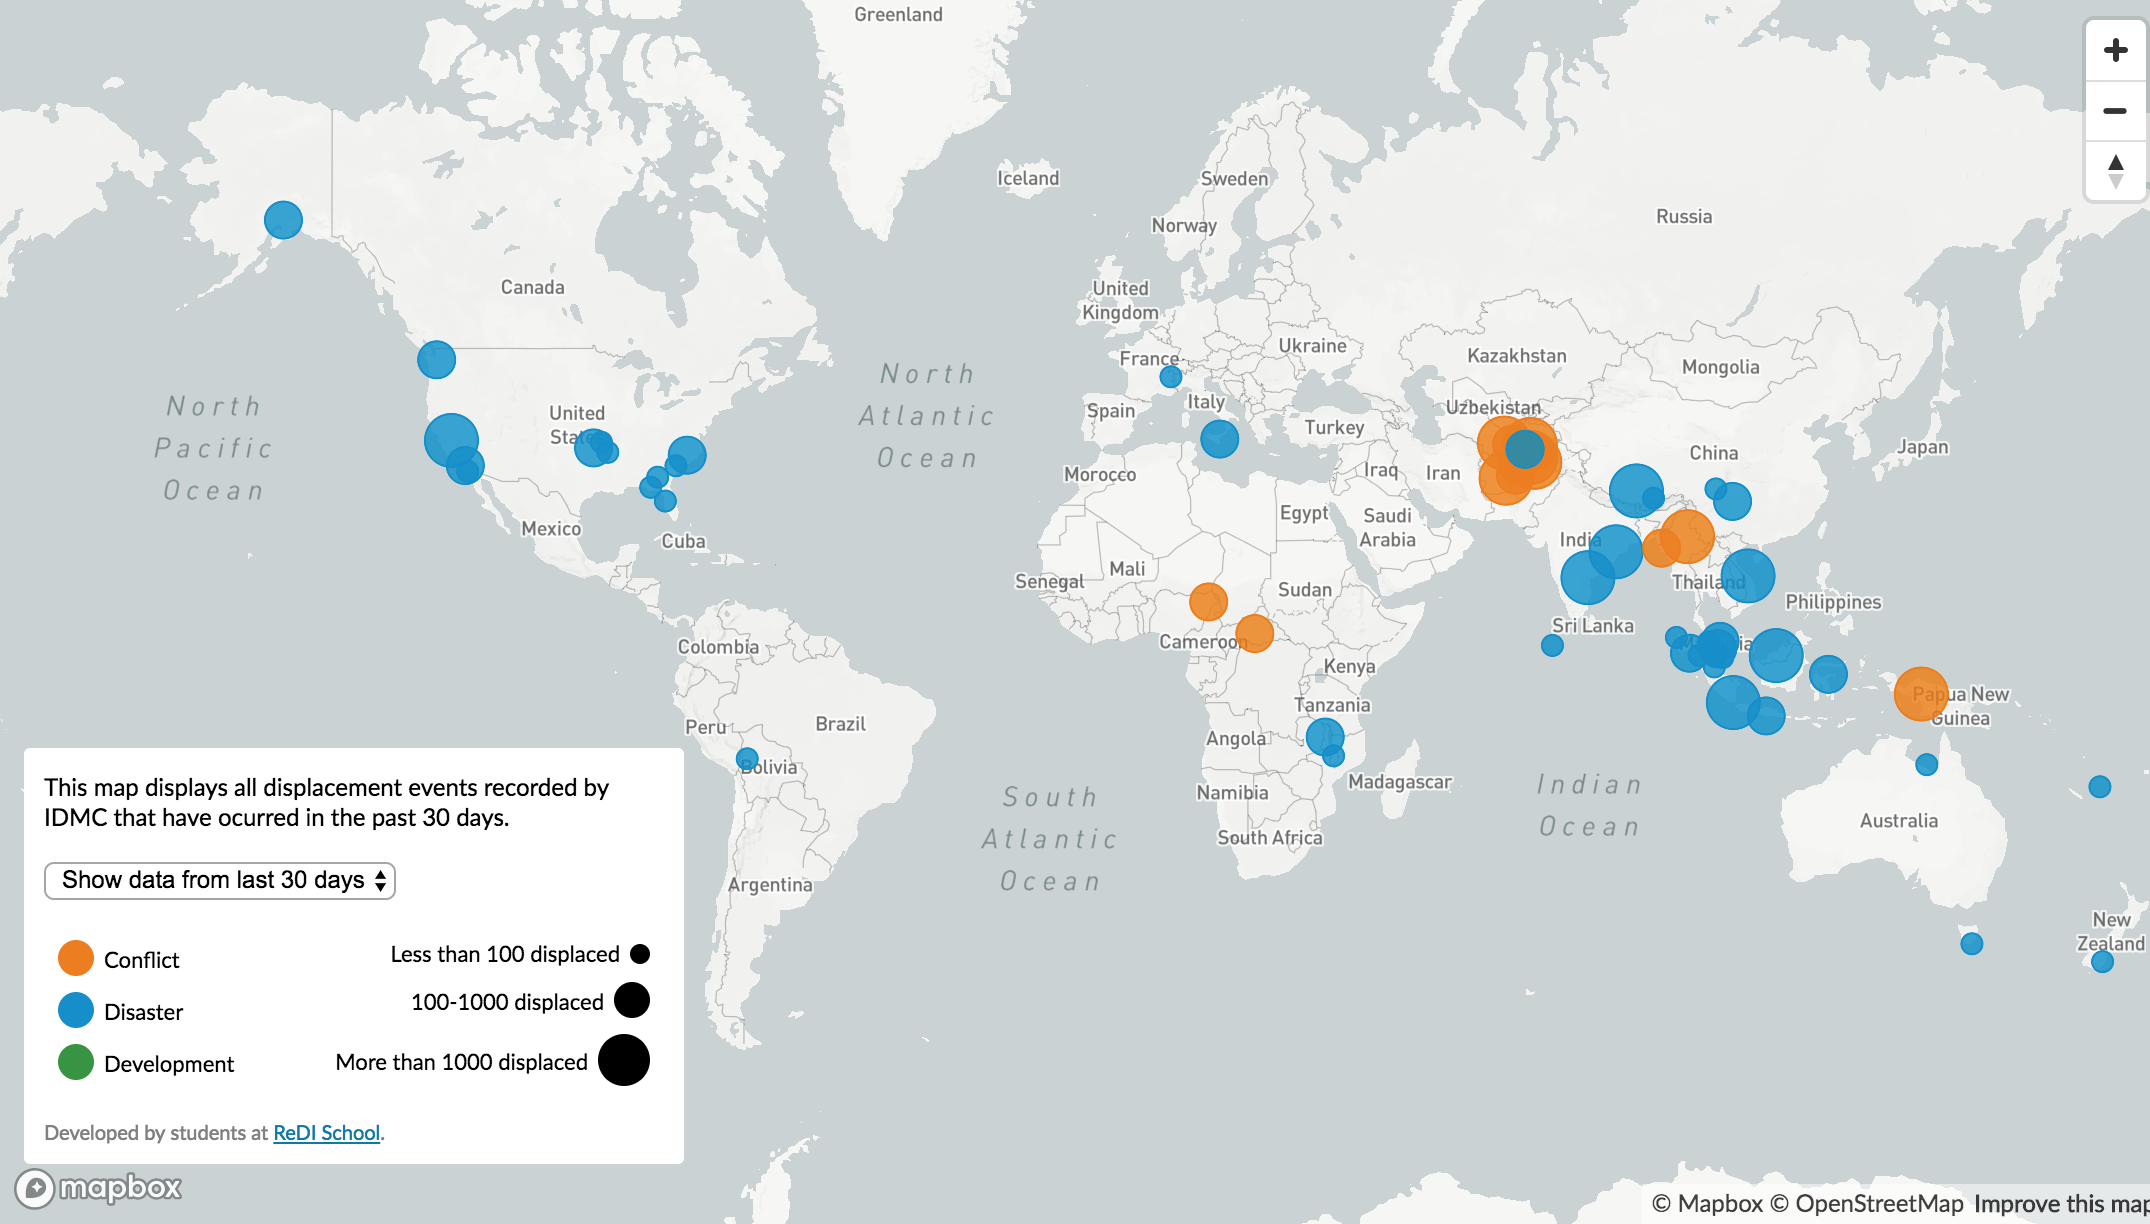 Greenland
Iceland
Sweden
Norway
Russia
Canada
United
Kingdom
Ukraine
France
Kazakhstan
Mongolia
North
Pacific
Ocean
North
Atlantic
Ocean
United
Spain
Italy
Uzbekistan
Turkey
China
Japan
Morocco
Iraq
Iran
Mexico
Cuba
Egypt
Saudi
Arabia
India
Mali
Senegal
Sudan
Thailand
Philippines
Sri Lanka
Colombia
Cameroon
Kenya
Papua New
Guinea
Tanzania
Peru
Brazil
Angola
Bolivia
Namibia
Madagascar
South
Atlantic
Ocean
Indian
Ocean
Australia
South Africa
Argentina
New
Zealand
This map displays all displacement events recorded by
IDMC that have ocurred in the past 30 days.
Show data from last 30 days
Conflict
Disaster
Development
Less than 100 displaced
100-1000 displaced
More than 1000 displaced
Developed by students at ReDI School.
mapbox
© Mapbox © OpenStreetMap Improve this map